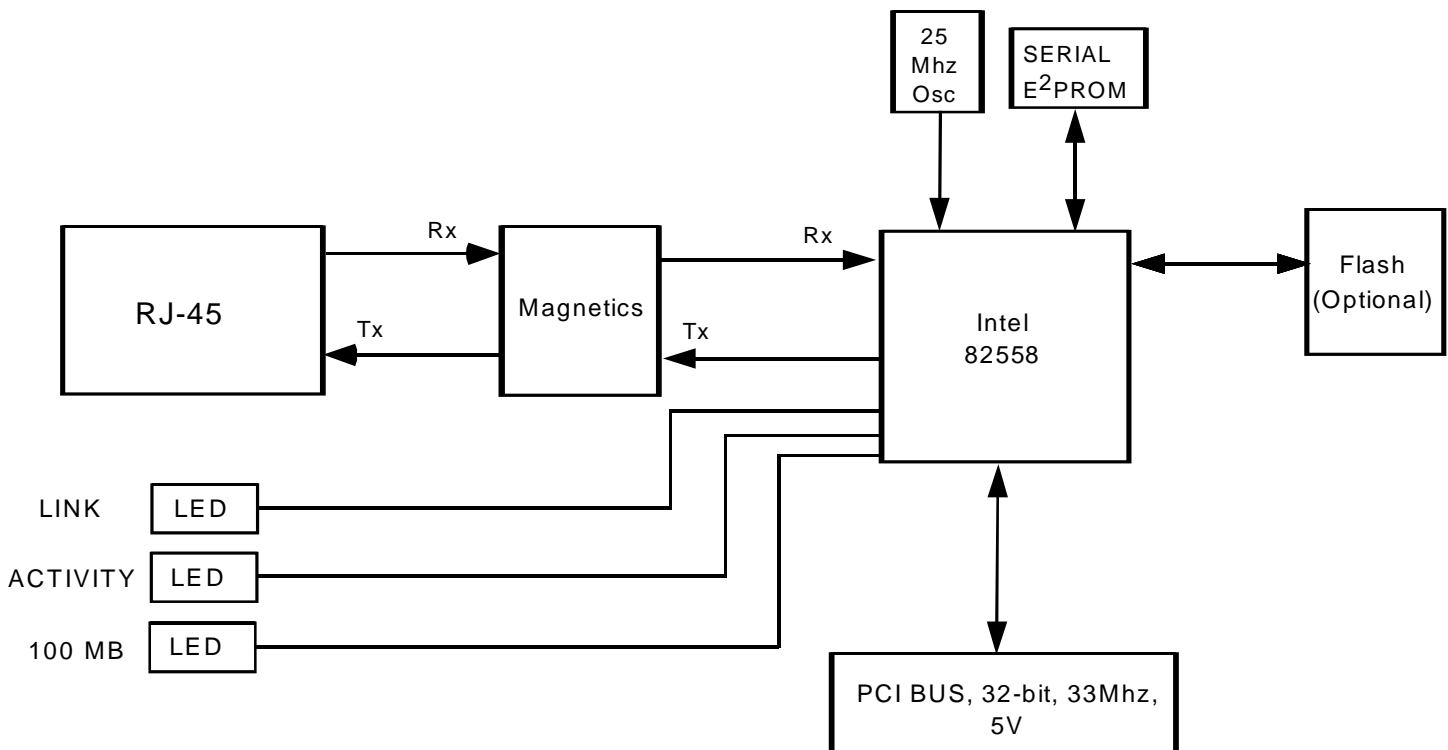 25
Mhz
Osc
SERIAL
E²PROM
Rx
Rx
RJ-45
Magnetics
Tx
Tx
Intel
82558
Flash
(Optional)
LINK
LED
ACTIVITY
LED
100 MB
LED
PCI BUS, 32-bit, 33Mhz,
5V